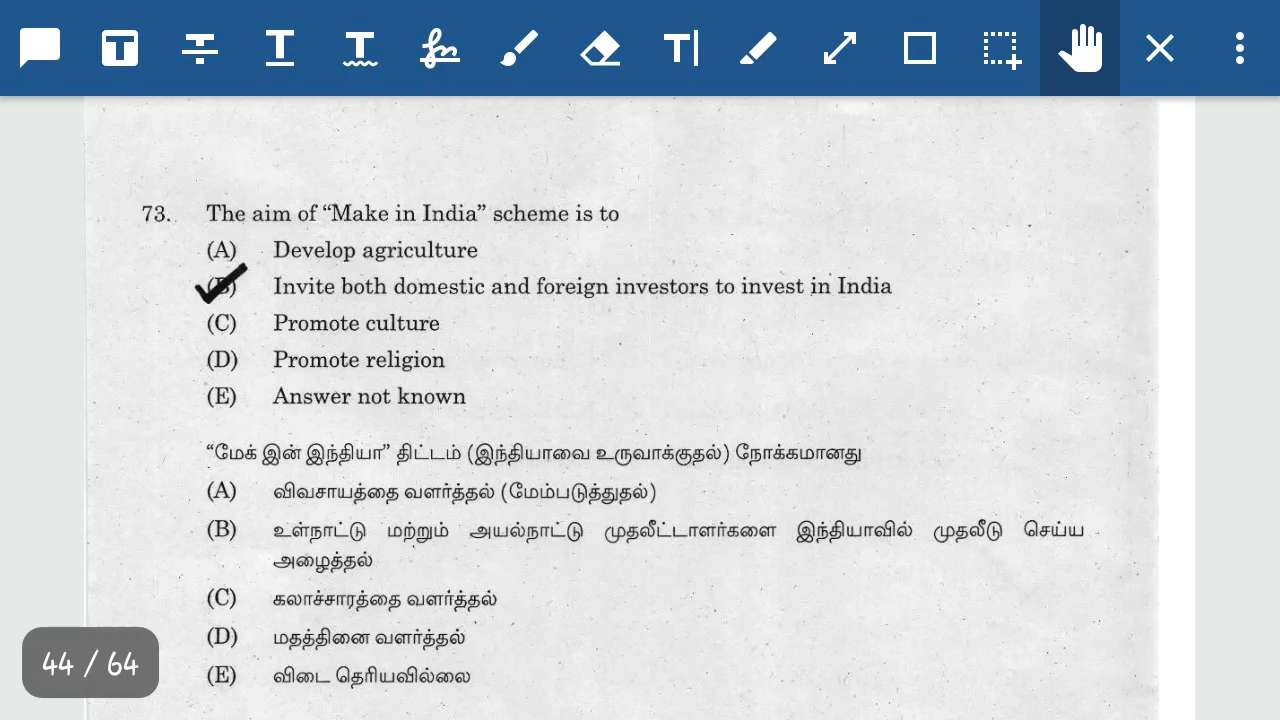 73. The aim of “Make in India” scheme is to
(A) Develop agriculture
(B) Invite both domestic and foreign investors to invest in India
(C) Promote culture
(D) Promote religion
(E) Answer not known
“மேக் இன் இந்தியா” திட்டம் (இந்தியாவை உருவாக்குதல்) நோக்கமானது
(A) விவசாயத்தை வளர்த்தல் (மேம்படுத்துதல்)
(B) உள்நாட்டு மற்றும் அயல்நாட்டு முதலீட்டாளர்களை இந்தியாவில் முதலீடு செய்ய
அழைத்தல்
(C) கலாச்சாரத்தை வளர்த்தல்
(D) மதத்தினை வளர்த்தல்
(E) விடை தெரியவில்லை
44 / 64